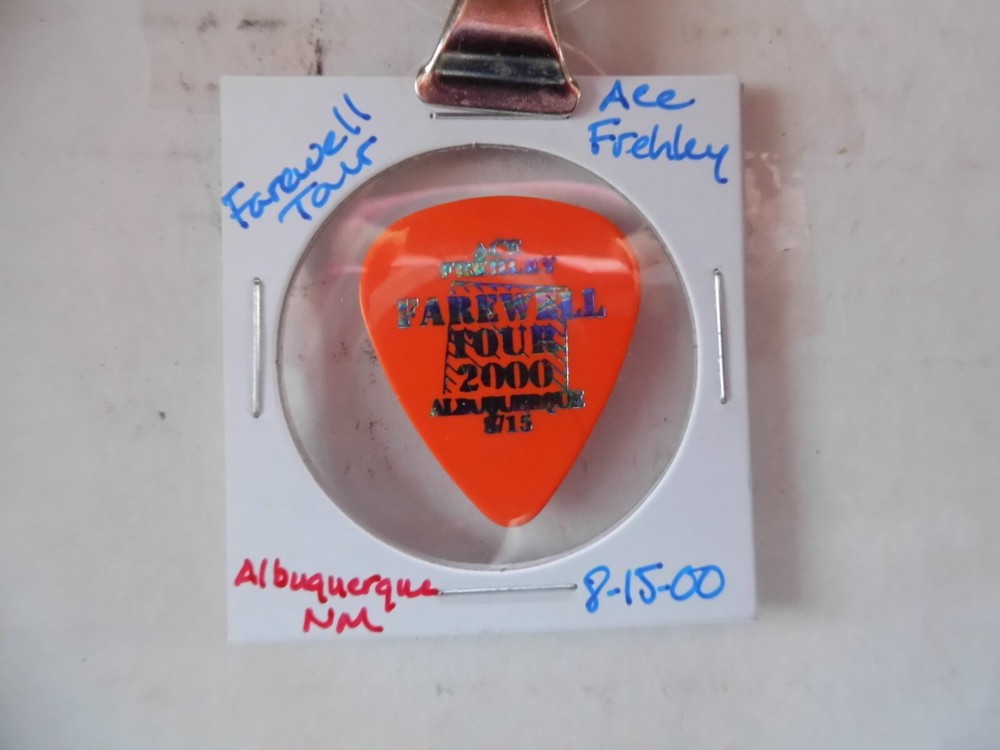 Farewell
Tour
Ace
Frehley
ACE
FREHLEY
FAREWELL
TOUR
2000
ALBUQUERQUE
8/15
Albuquerque
NM
8-15-00